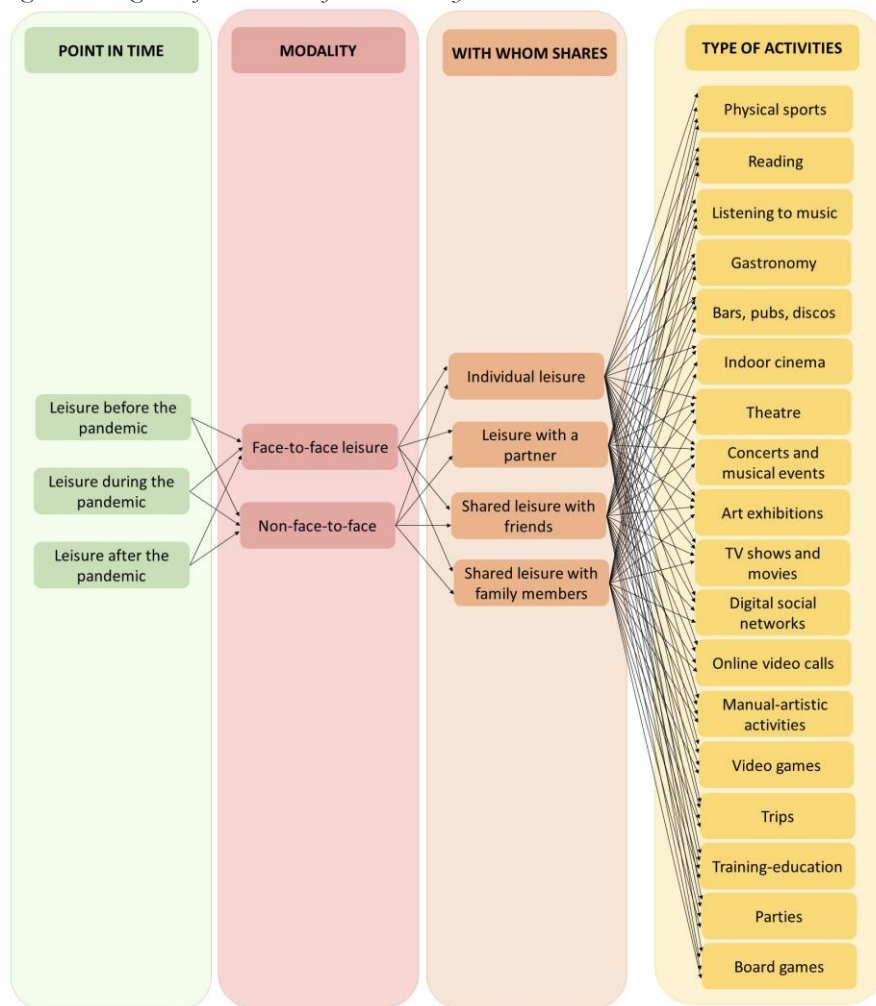 POINT IN TIME
MODALITY
WITH WHOM SHARES
TYPE OF ACTIVITIES
Leisure before the
pandemic
Leisure during the
pandemic
Leisure after the
pandemic
Face-to-face leisure
Non-face-to-face
Individual leisure
Leisure with a
partner
Shared leisure with
friends
Shared leisure with
family members
Physical sports
Reading
Listening to music
Gastronomy
Bars, pubs, discos
Indoor cinema
Theatre
Concerts and
musical events
Art exhibitions
TV shows and
movies
Digital social
networks
Online video calls
Manual-artistic
activities
Video games
Trips
Training-education
Parties
Board games